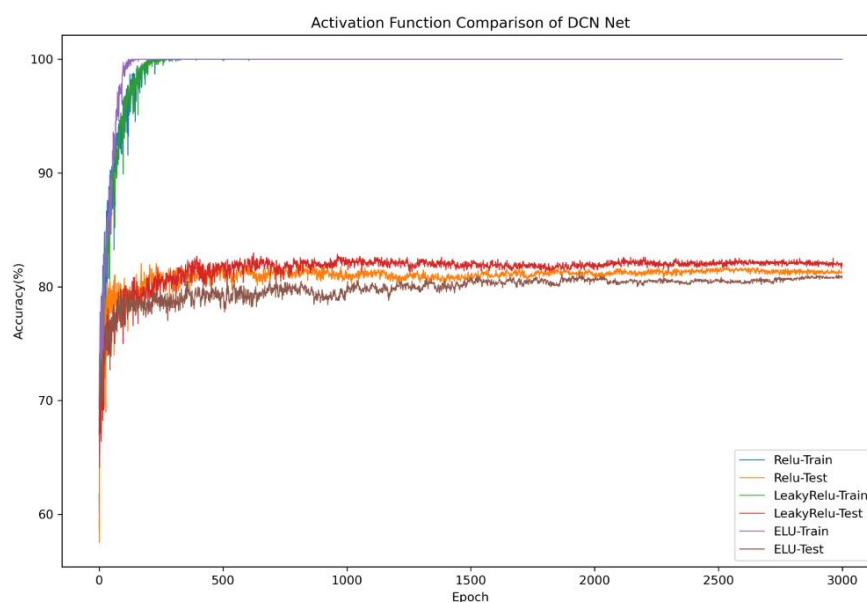 Activation Function Comparison of DCN Net
100
90
80
70
60
Accuracy(%)
0
500
1000
1500
2000
2500
3000
Epoch
Relu-Train
Relu-Test
LeakyRelu-Train
LeakyRelu-Test
ELU-Train
ELU-Test